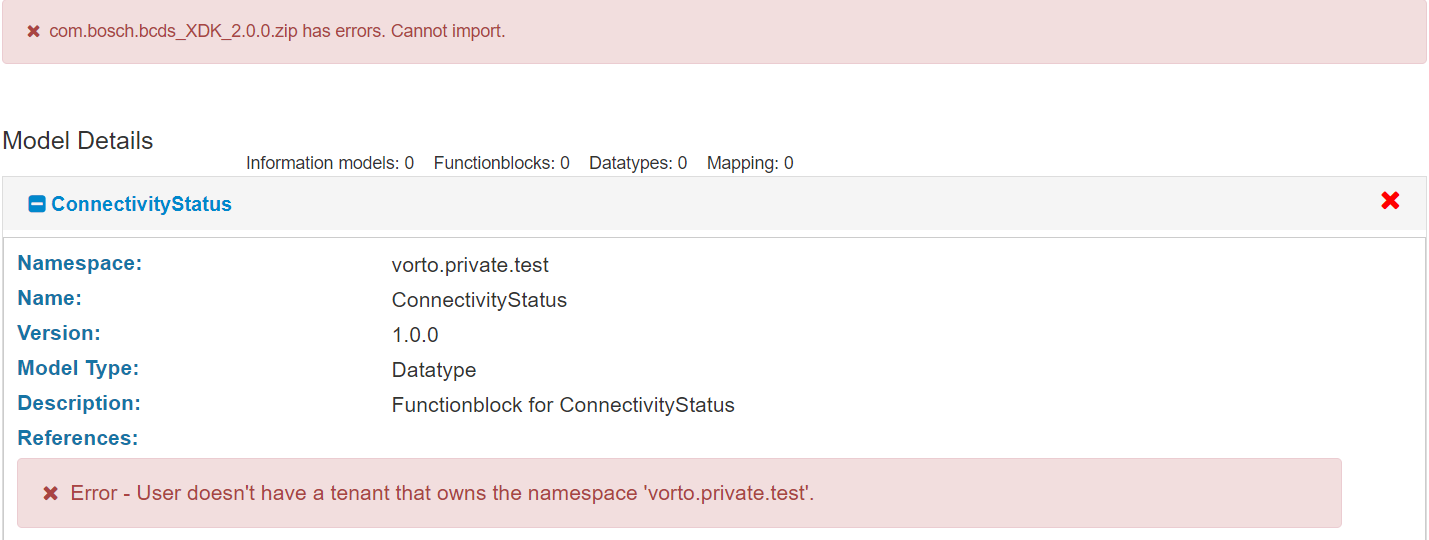 com.bosch.bcds_XDK_2.0.0.zip has errors. Cannot import.
Model Details
Information models: 0 Functionblocks: 0 Datatypes: 0 Mapping: 0
ConnectivityStatus
Namespace: vorto.private.test
Name: ConnectivityStatus
Version: 1.0.0
Model Type: Datatype
Description: Functionblock for ConnectivityStatus
References:
Error - User doesn't have a tenant that owns the namespace 'vorto.private.test'.